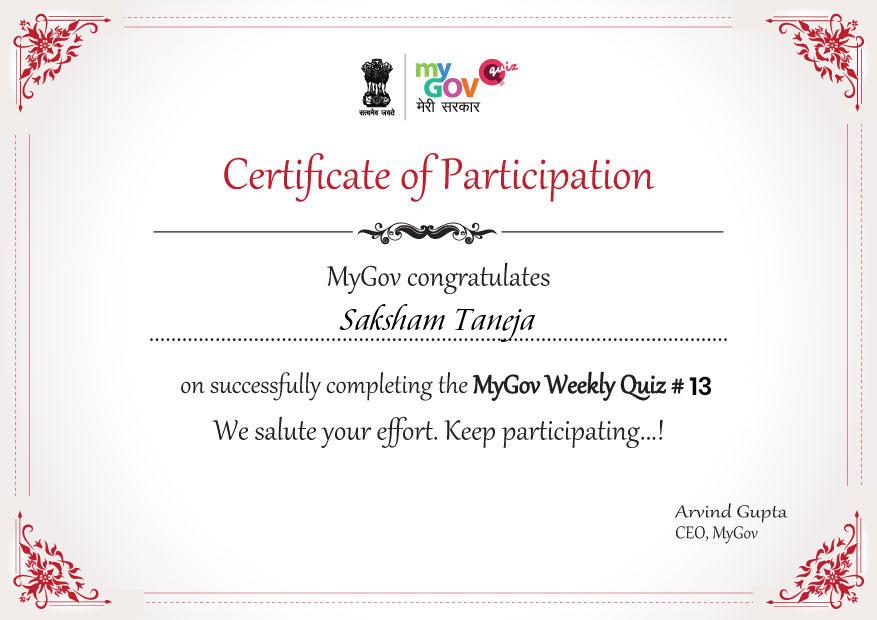 सत्यमेव जयते
my GOV quiz
मेरी सरकार
Certificate of Participation
MyGov congratulates
Saksham Taneja
on successfully completing the MyGov Weekly Quiz # 13
We salute your effort. Keep participating...!
Arvind Gupta
CEO, MyGov